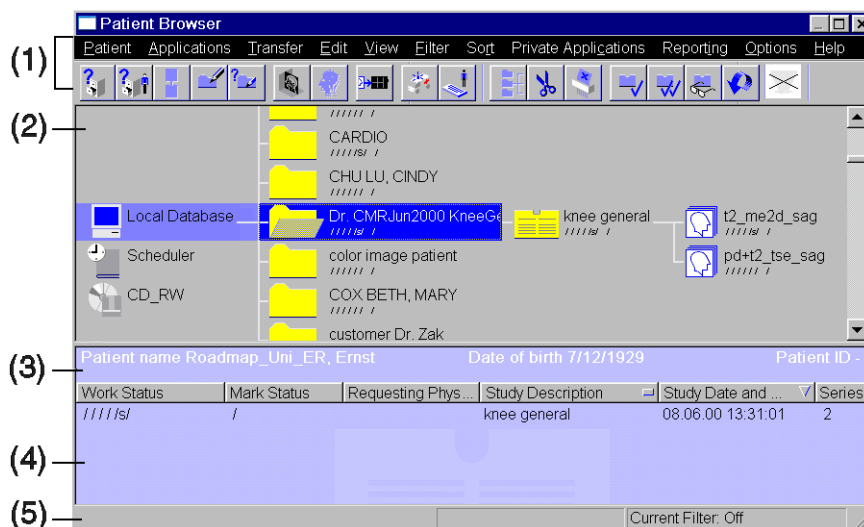 Patient Browser
(1)
Patient Applications Transfer Edit View Filter Sort Private Applications Reporting Options Help
(2)
////// /
CARDIO
/////s/ /
CHU LU, CINDY
////// /
Local Database
Dr. CMRJun2000 KneeGe
/////s/ /
knee general
/////s/ /
t2_me2d_sag
/////s/ /
Scheduler
color image patient
////// /
pd+t2_tse_sag
////// /
CD_RW
COX BETH, MARY
////// /
customer Dr. Zak
(3)
Patient name Roadmap_Uni_ER, Ernst Date of birth 7/12/1929 Patient ID -
Work Status Mark Status Requesting Phys... Study Description Study Date and ... Series
/////s/ / knee general 08.06.00 13:31:01 2
(4)
(5)
Current Filter: Off